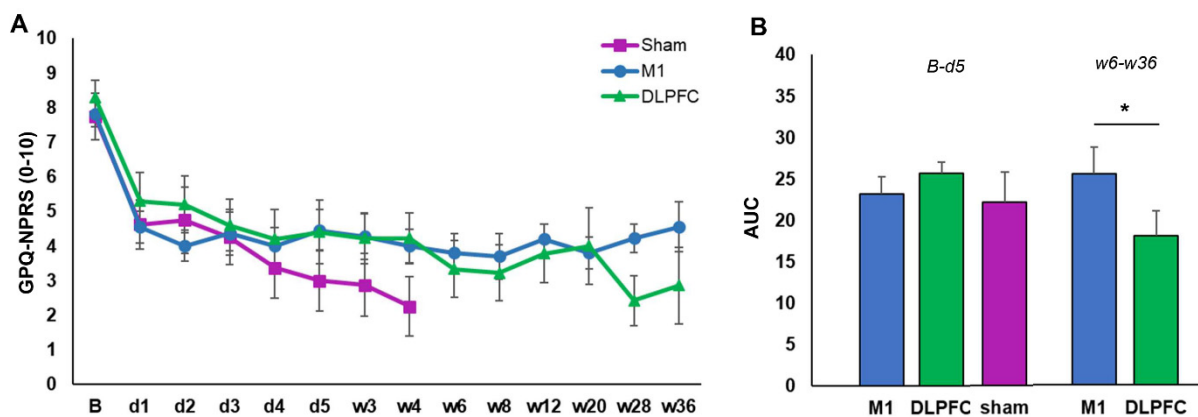 A
GPQ-NPRS (0-10)
10
9
8
7
6
5
4
3
2
1
0
Sham
M1
DLPFC
B d1 d2 d3 d4 d5 w3 w4 w6 w8 w12 w20 w28 w36
B
AUC
40
35
30
25
20
15
10
5
0
B-d5 w6-w36
*
M1 DLPFC sham M1 DLPFC